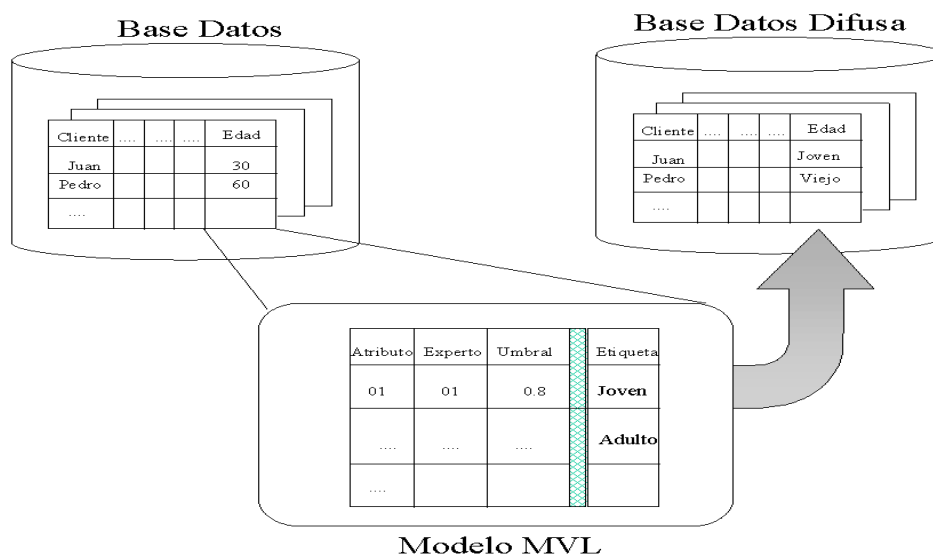 Base Datos
Cliente .... .... .... Edad
Juan 30
Pedro 60
....
Base Datos Difusa
Cliente .... .... .... Edad
Juan Joven
Pedro Viejo
....
Atributo Experto Umbral Etiqueta
01 01 0.8 Joven
.... .... .... Adulto
....
Modelo MVL